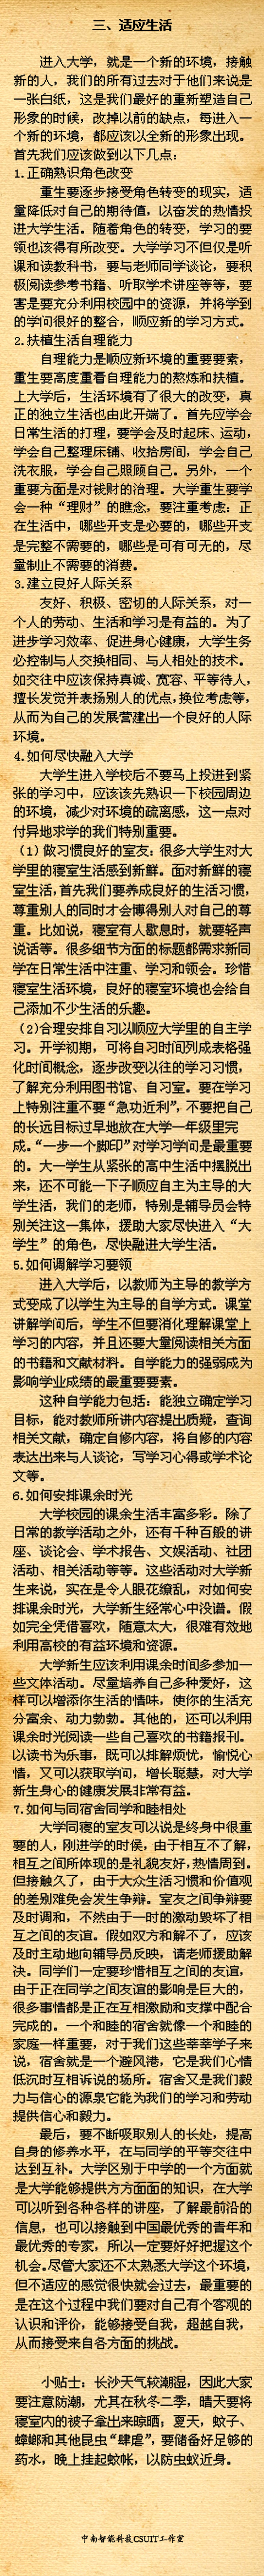 三、适应生活
进入大学，就是一个新的环境，接触
新的人，我们的所有过去对于他们来说是
一张白纸，这是我们最好的重新塑造自己
形象的时候，改掉以前的缺点，每进入一
个新的环境，都应该以全新的形象出现。
首先我们应该做到以下几点：
1.正确熟识角色改变
重生要逐步接受角色转变的现实，适
量降低对自己的期待值，以奋发的热情投
进大学生活。随着角色的转变，学习的要
领也该得有所改变。大学学习不但仅是听
课和读教科书，要与老师同学谈论，要积
极阅读参考书籍、听取学术讲座等等，要
害是要充分利用校园中的资源，并将学到
的学问很好的整合，顺应新的学习方式。
2.扶植生活自理能力
自理能力是顺应新环境的重要要素，
重生要高度重看自理能力的熬炼和扶植。
上大学后，生活环境有了很大的改变，真
正的独立生活也由此开端了。首先应学会
日常生活的打理，要学会及时起床、运动，
学会自己整理床铺、收拾房间，学会自己
洗衣服，学会自己照顾自己。另外，一个
重要方面是对钱财的治理。大学重生要学
会一种“理财”的瞧念，要注重考虑：正
在生活中，哪些开支是必要的，哪些开支
是完整不需要的，哪些是可有可无的，尽
量制止不需要的消费。
3.建立良好人际关系
友好、积极、密切的人际关系，对一
个人的劳动、生活和学习是有益的。为了
进步学习效率、促进身心健康，大学生务
必控制与人交换相同、与人相处的技术。
如交往中应该保持真诚、宽容、平等待人，
擅长发觉并表扬别人的优点，换位考虑等，
从而为自己的发展营建出一个良好的人际
环境。
4.如何尽快融入大学
大学生进入学校后不要马上投进到紧
张的学习中，应该该先熟识一下校园周边
的环境，减少对环境的疏离感，这一点对
付异地求学的我们特别重要。
（1）做习惯良好的室友：很多大学生对大
学里的寝室生活感到新鲜。面对新鲜的寝
室生活，首先我们要养成良好的生活习惯，
尊重别人的同时才会博得别人对自己的尊
重。比如说，寝室有人歇息时，就要轻声
说话等。很多细节方面的标题都需求新同
学在日常生活中注重、学习和领会。珍惜
寝室生活环境，良好的寝室环境也会给自
己添加不少生活的乐趣。
（2）合理安排自习以顺应大学里的自主学
习。开学初期，可将自习时间列成表格强
化时间概念，逐步改变以往的学习习惯，
了解充分利用图书馆、自习室。要在学习
上特别注重不要“急功近利”，不要把自己
的长远目标过早地放在大学一年级里完
成。“一步一个脚印”对学习学问是最重要
的。大一学生从紧张的高中生活中摆脱出
来，还不可能一下子顺应自主为主导的大
学生活，我们的老师，特别是辅导员会特
别关注这一集体，援助大家尽快进入“大
学生”的角色，尽快融进大学生活。
5.如何调解学习要领
进入大学后，以教师为主导的教学方
式变成了以学生为主导的自学方式。课堂
讲解学问后，学生不但要消化理解课堂上
学习的内容，并且还要大量阅读相关方面
的书籍和文献材料。自学能力的强弱成为
影响学业成绩的最重要要素。
这种自学能力包括：能独立确定学习
目标，能对教师所讲内容提出质疑，查询
相关文献，确定自修内容，将自修的内容
表达出来与人谈论，写学习心得或学术论
文等。
6.如何安排课余时光
大学校园的课余生活丰富多彩。除了
日常的教学活动之外，还有千种百般的讲
座、谈论会、学术报告、文娱活动、社团
活动、相关活动等等。这些活动对大学新
生来说，实在是令人眼花缭乱，对如何安
排课余时光，大学新生经常心中没谱。假
如完全凭借喜欢，随意太大，很难有效地
利用高校的有益环境和资源。
大学新生应该利用课余时间多参加一
些文体活动。尽量培养自己多种爱好，这
样可以增添你生活的情味，使你的生活充
分富余、动力勃勃。其他的，还可以利用
课余时光阅读一些自己喜欢的书籍报刊。
以读书为乐事，既可以排解烦忧，愉悦心
情，又可以获取学问，增长聪慧，对大学
新生身心的健康发展非常有益。
7.如何与同宿舍同学和睦相处
大学同寝的室友可以说是终身中很重
要的人，刚进学的时侯，由于相互不了解，
相互之间所体现的是礼貌友好，热情周到。
但接触久了，由于大众生活习惯和价值观
的差别难免会发生争辩。室友之间争辩要
及时调和，不然由于一时的激动毁坏了相
互之间的友谊。假如双方和解不了，应该
及时主动地向辅导员反映，请老师援助解
决。同学们一定要珍惜相互之间的友谊，
由于正在同学之间友谊的影响是巨大的，
很多事情都是正在互相激励和支撑中配合
完成的。一个和睦的宿舍就像一个和睦的
家庭一样重要，对于我们这些莘莘学子来
说，宿舍就是一个避风港，它是我们心情
低沉时互相诉说的场所。宿舍又是我们毅
力与信心的源泉它能为我们的学习和劳动
提供信心和毅力。
最后，要不断吸取别人的长处，提高
自身的修养水平，在与同学的平等交往中
达到互补。大学区别于中学的一个方面就
是大学能够提供方方面面的知识，在大学
可以听到各种各样的讲座，了解最前沿的
信息，也可以接触到中国最优秀的青年和
最优秀的专家，所以一定要好好把握这个
机会。尽管大家还不太熟悉大学这个环境，
但不适应的感觉很快就会过去，最重要的
是在这个过程中我们要对自己有个客观的
认识和评价，能够接受自我，超越自我，
从而接受来自各方面的挑战。
小贴士：长沙天气较潮湿，因此大家
要注意防潮，尤其在秋冬二季，晴天要将
寝室内的被子拿出来晾晒；夏天，蚊子、
蟑螂和其他昆虫“肆虐”，要储备好足够的
药水，晚上挂起蚊帐，以防虫蚁近身。
中南智能科技CSUIT工作室